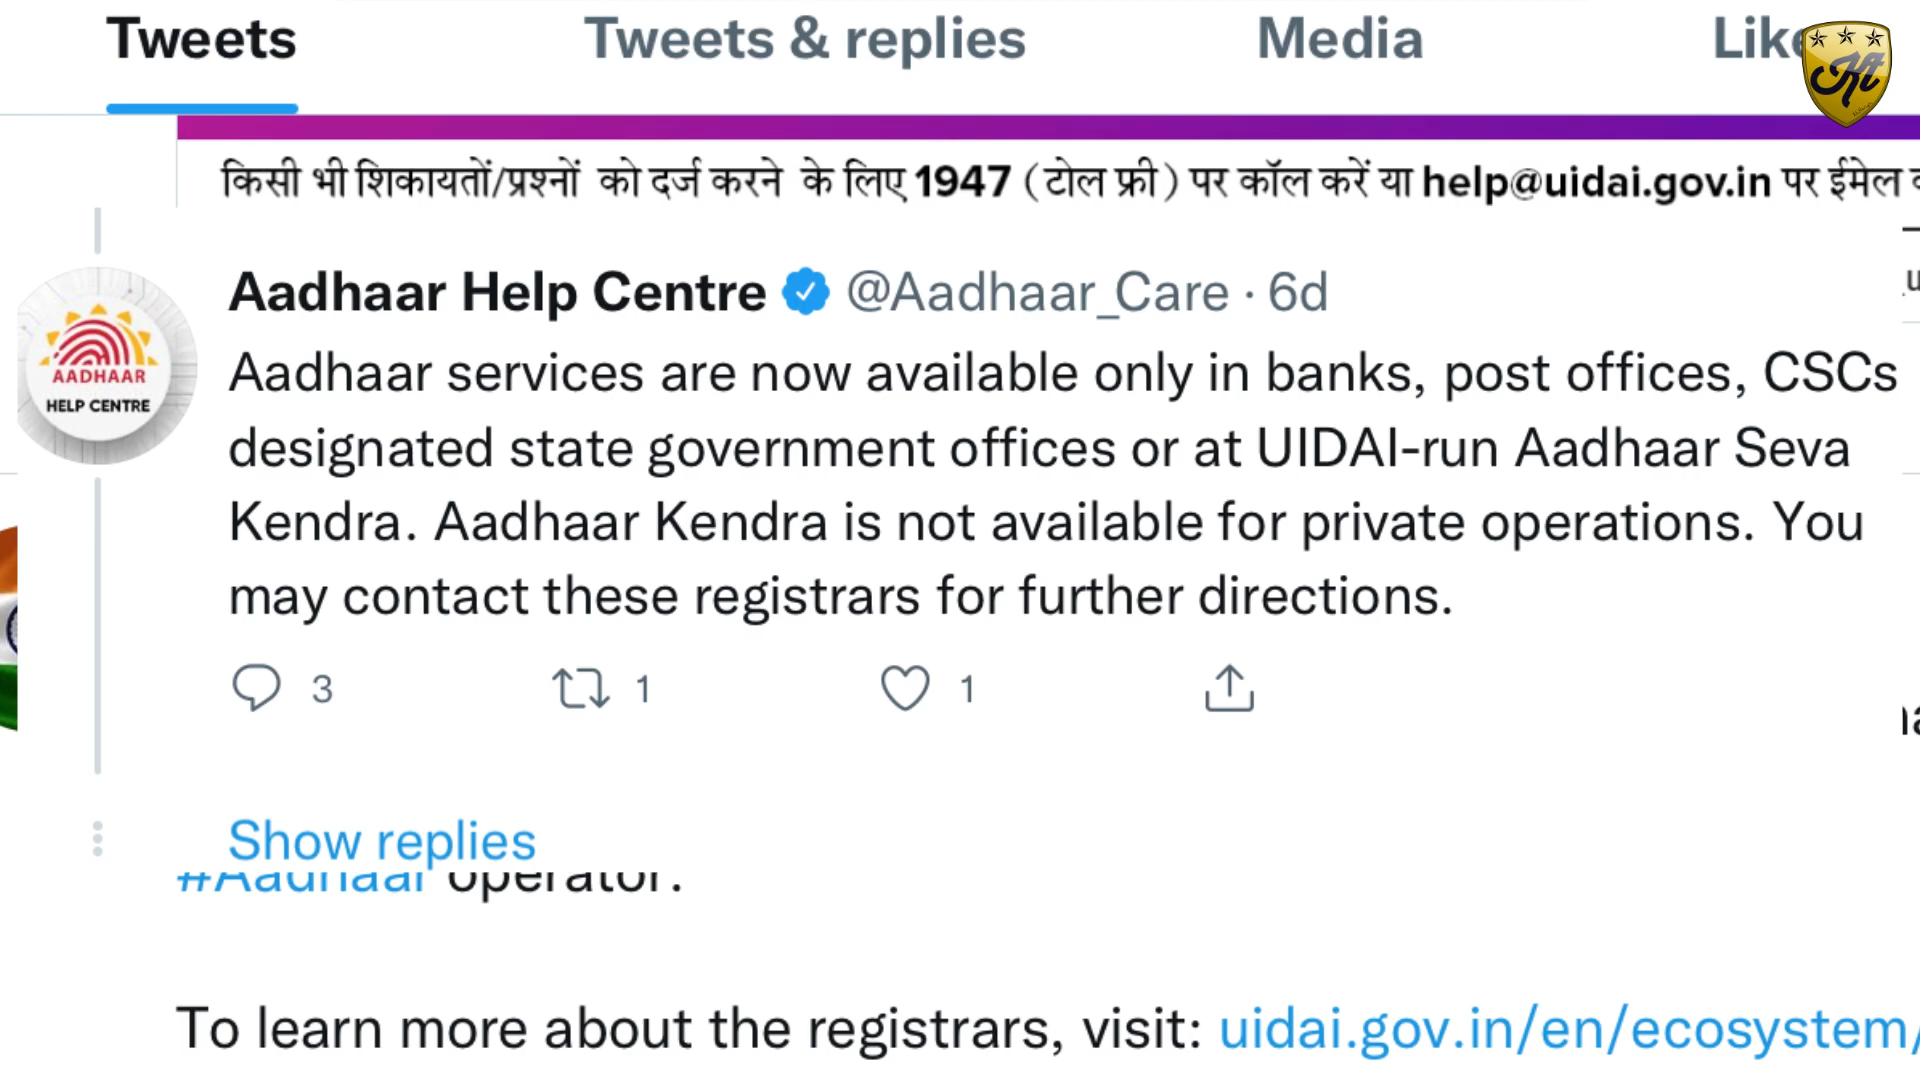 Tweets Tweets & replies Media
किसी भी शिकायतों/प्रश्नों को दर्ज करने के लिए 1947 (टोल फ्री) पर कॉल करें या help@uidai.gov.in पर ईमेल
Aadhaar Help Centre @Aadhaar_Care · 6d
Aadhaar services are now available only in banks, post offices, CSCs
AADHAAR
HELP CENTRE
designated state government offices or at UIDAI-run Aadhaar Seva
Kendra. Aadhaar Kendra is not available for private operations. You
may contact these registrars for further directions.
3 1 1
Show replies
#Aadhaar operator.
To learn more about the registrars, visit: uidai.gov.in/en/ecosystem/